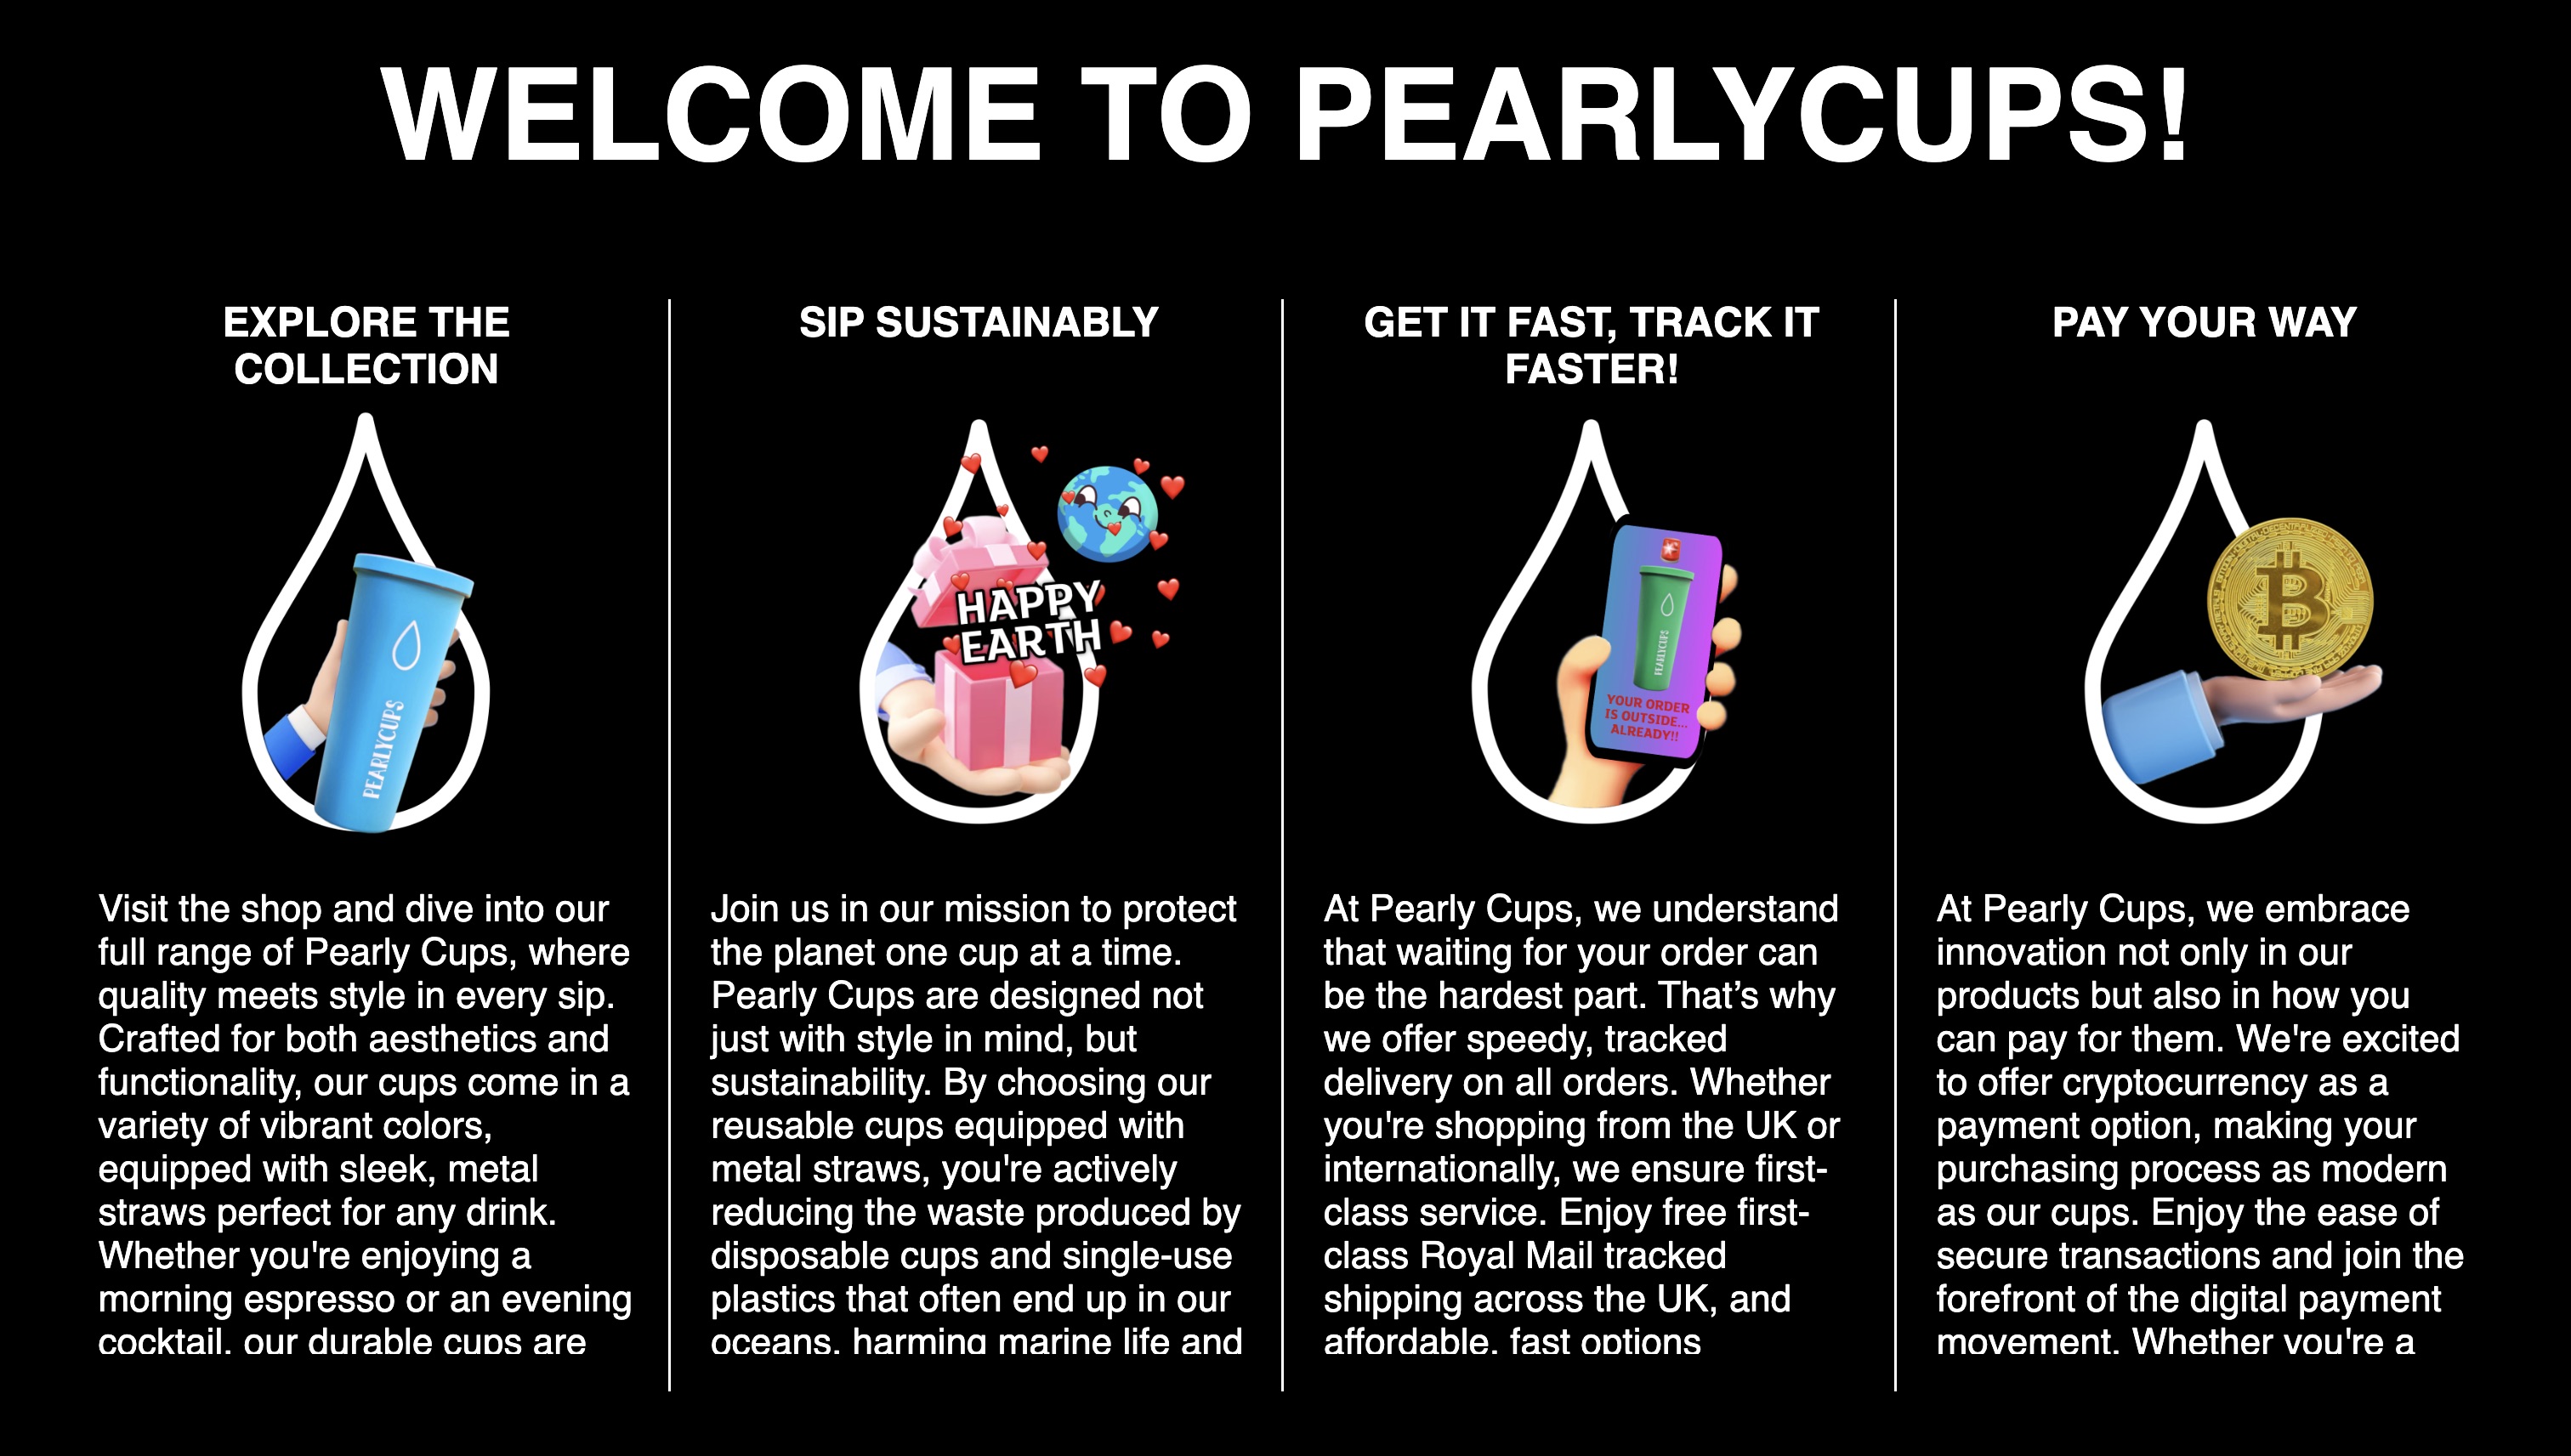 WELCOME TO PEARLYCUPS!
EXPLORE THE
COLLECTION
PEARLYCUPS
Visit the shop and dive into our
full range of Pearly Cups, where
quality meets style in every sip.
Crafted for both aesthetics and
functionality, our cups come in a
variety of vibrant colors,
equipped with sleek, metal
straws perfect for any drink.
Whether you're enjoying a
morning espresso or an evening
cocktail, our durable cups are
SIP SUSTAINABLY
HAPPY
EARTH
Join us in our mission to protect
the planet one cup at a time.
Pearly Cups are designed not
just with style in mind, but
sustainability. By choosing our
reusable cups equipped with
metal straws, you're actively
reducing the waste produced by
disposable cups and single-use
plastics that often end up in our
oceans, harming marine life and
GET IT FAST, TRACK IT
FASTER!
PEARLYCUPS
YOUR ORDER
IS OUTSIDE...
ALREADY!!
At Pearly Cups, we understand
that waiting for your order can
be the hardest part. That’s why
we offer speedy, tracked
delivery on all orders. Whether
you're shopping from the UK or
internationally, we ensure first-
class service. Enjoy free first-
class Royal Mail tracked
shipping across the UK, and
affordable, fast options
PAY YOUR WAY
At Pearly Cups, we embrace
innovation not only in our
products but also in how you
can pay for them. We're excited
to offer cryptocurrency as a
payment option, making your
purchasing process as modern
as our cups. Enjoy the ease of
secure transactions and join the
forefront of the digital payment
movement. Whether you're a